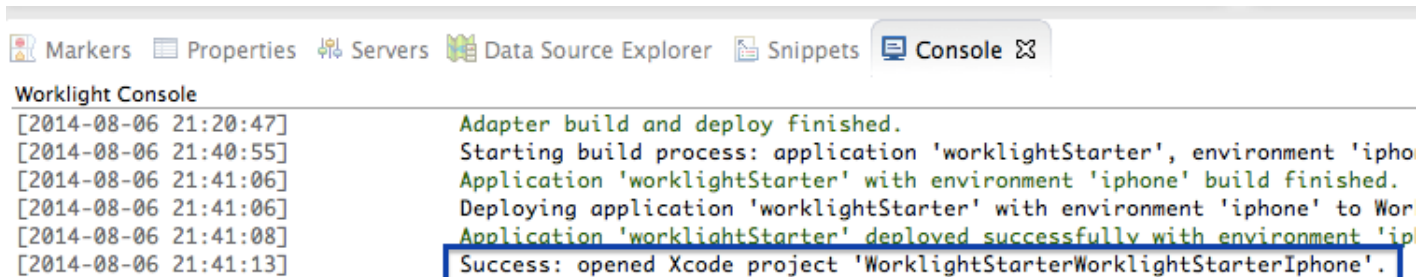 Markers Properties Servers Data Source Explorer Snippets Console
Worklight Console
[2014-08-06 21:20:47] Adapter build and deploy finished.
[2014-08-06 21:40:55] Starting build process: application 'worklightStarter', environment 'ipho
[2014-08-06 21:41:06] Application 'worklightStarter' with environment 'iphone' build finished.
[2014-08-06 21:41:06] Deploying application 'worklightStarter' with environment 'iphone' to Wor
[2014-08-06 21:41:08] Application 'worklightStarter' deployed successfully with environment 'ip
[2014-08-06 21:41:13] Success: opened Xcode project 'WorklightStarterWorklightStarterIphone'.